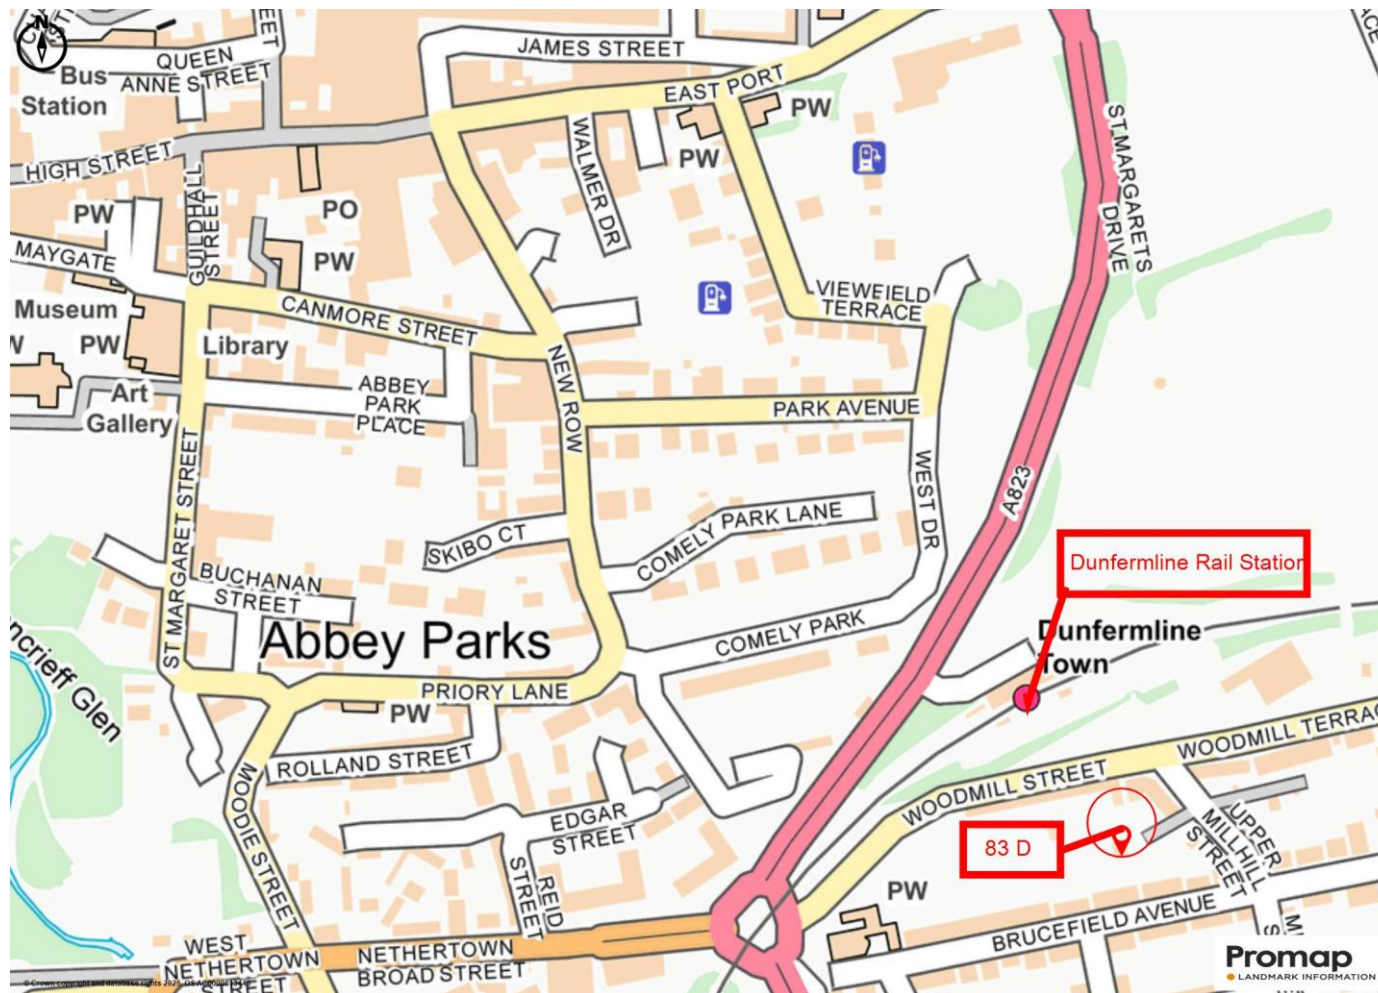 N
STREET
QUEEN
ANNE STREET
Bus
Station
JAMES STREET
EAST PORT
PW
PW
WALMER DR
ST MARGARETS
DRIVE
HIGH STREET
GUILDHALL
STREET
PW
PO
PW
MAYGATE
Museum
PW
CANMORE STREET
Library
VIEWFIELD
TERRACE
Art
Gallery
ABBEY
PARK
PLACE
NEW ROW
PARK AVENUE
WEST DR
A823
ST MARGARET STREET
SKIBO CT
COMELY PARK LANE
BUCHANAN
STREET
Abbey Parks
COMELY PARK
Dunfermline Rail Station
Dunfermline
Town
ncrieff Glen
PRIORY LANE
PW
ROLLAND STREET
MOODIE STREET
EDGAR
STREET
REID
STREET
WOODMILL STREET
WOODMILL TERRAC
UPPER
MILLHILL
STREET
83 D
PW
BRUCEFIELD AVENUE
WEST
NETHERTOWN
STREET
NETHERTOWN
BROAD STREET
Promap
LANDMARK INFORMATION